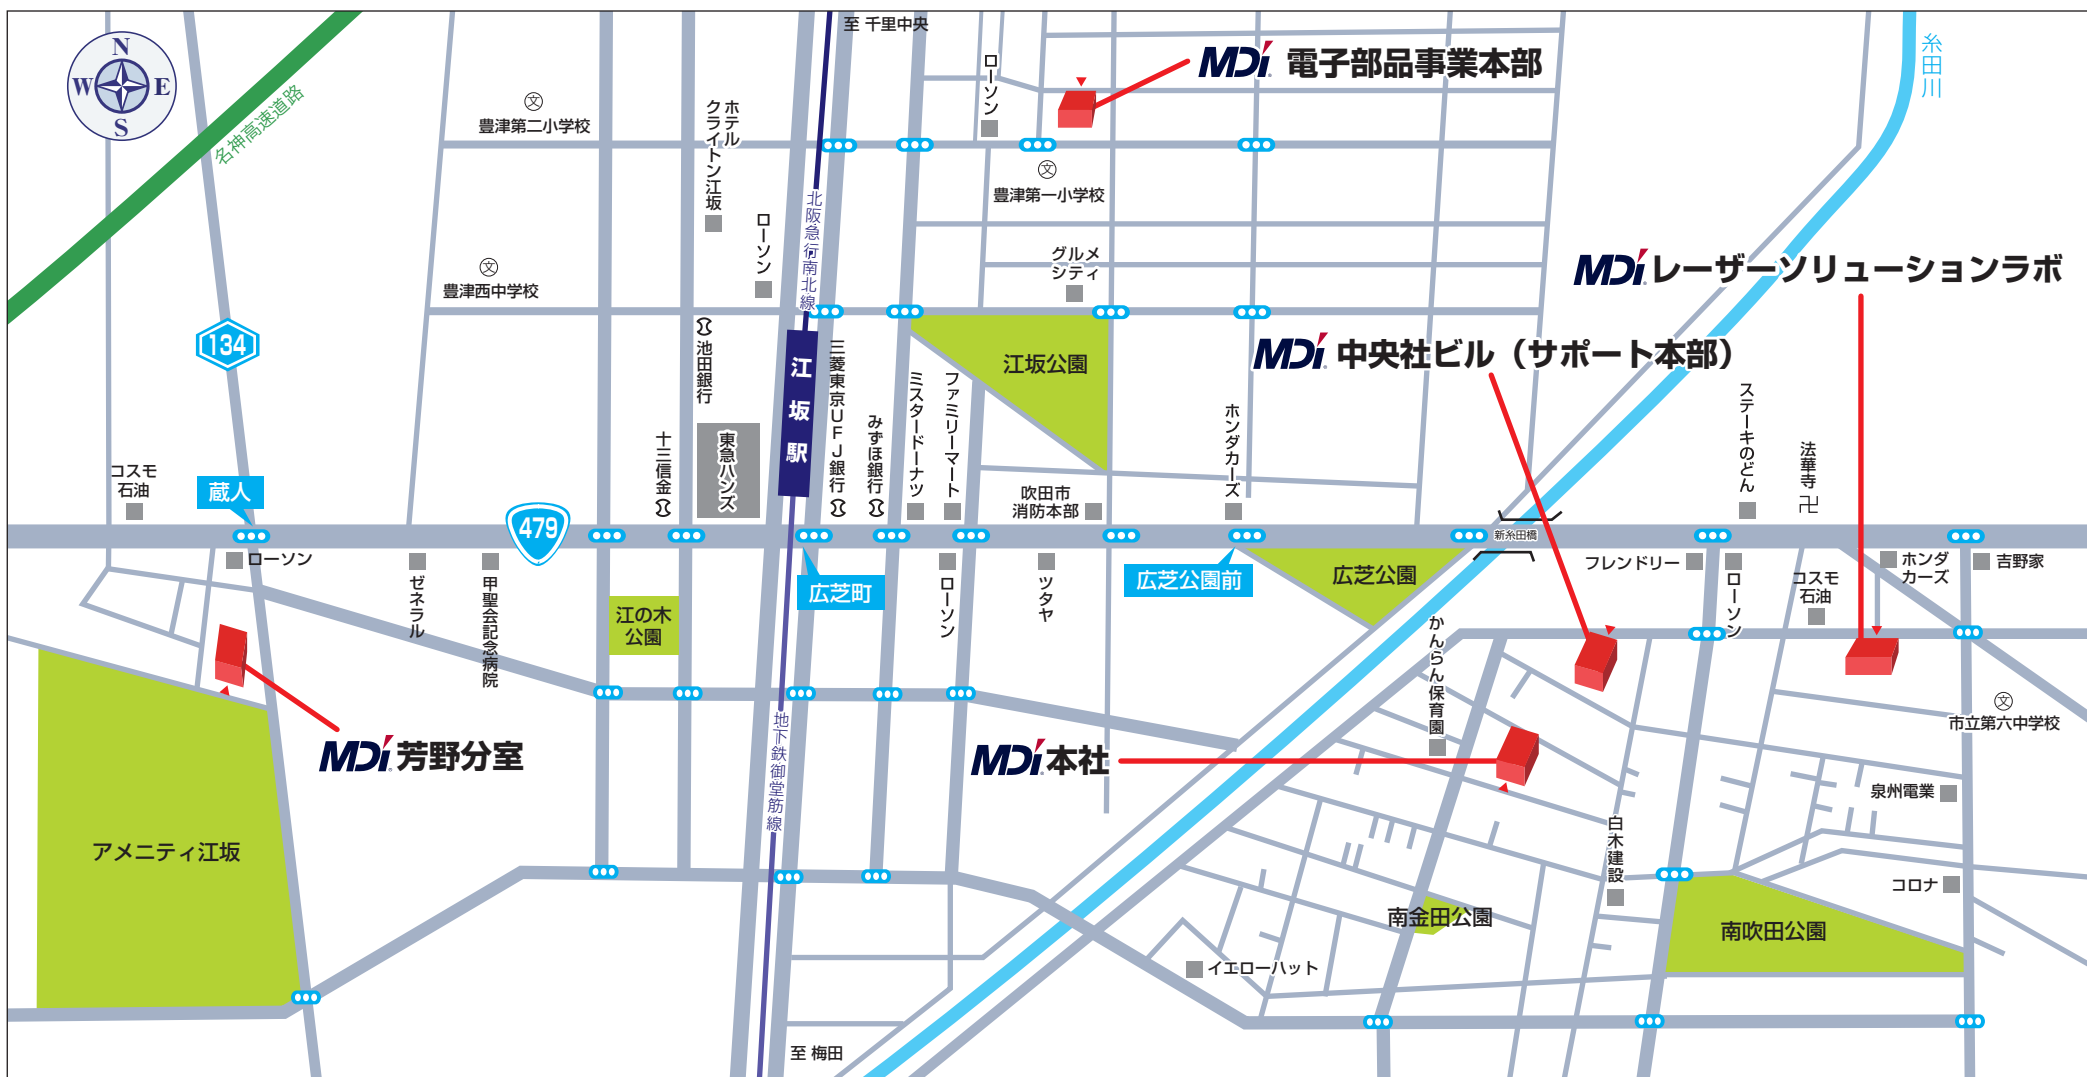 至 千里中央
N
W
E
S
名神高速道路
糸田川
MDi 電子部品事業本部
ローソン
豊津第二小学校
ホテル
クライトン江坂
豊津第一小学校
北阪急行南北線
ローソン
グルメ
シティ
豊津西中学校
MDi レーザーソリューションラボ
134
池田銀行
江坂駅
三菱東京UFJ銀行
江坂公園
MDi 中央社ビル（サポート本部）
ミスタードーナツ
ファミリーマート
みずほ銀行
ホンダカーズ
ステーキのどん
法華寺
十三信金
東急ハンズ
コスモ
石油
蔵人
吹田市
消防本部
479
新糸田橋
ローソン
ゼネラル
甲聖会記念病院
広芝町
ローソン
ツタヤ
広芝公園前
広芝公園
フレンドリー
ローソン
コスモ
石油
ホンダ
カーズ
吉野家
江の木
公園
かんらん保育園
市立第六中学校
MDi 芳野分室
地下鉄御堂筋線
MDi 本社
泉州電業
白木建設
アメニティ江坂
コロナ
南金田公園
南吹田公園
イエローハット
至 梅田